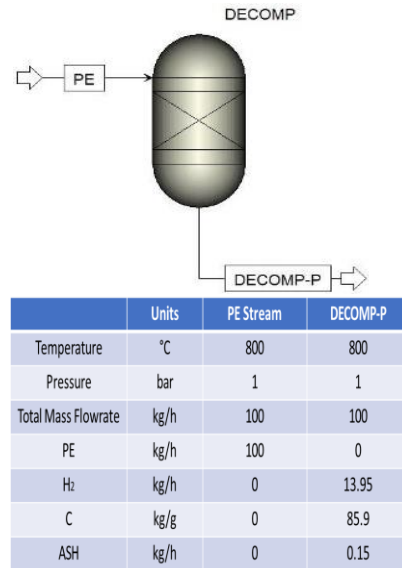 DECOMP
PE
DECOMP-P
Units PE Stream DECOMP-P
Temperature °C 800 800
Pressure bar 1 1
Total Mass Flowrate kg/h 100 100
PE kg/h 100 0
H2 kg/h 0 13.95
C kg/g 0 85.9
ASH kg/h 0 0.15